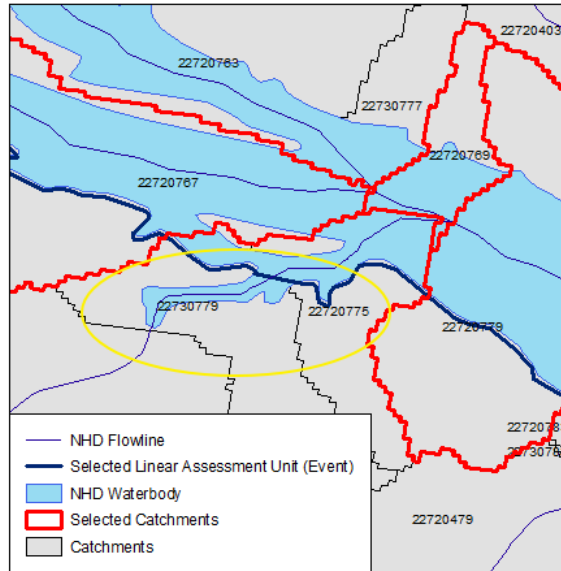 22720403
22720763
22730777
22720769
22720767
22730779
22720775
22720779
22720479
NHD Flowline
Selected Linear Assessment Unit (Event)
NHD Waterbody
Selected Catchments
Catchments